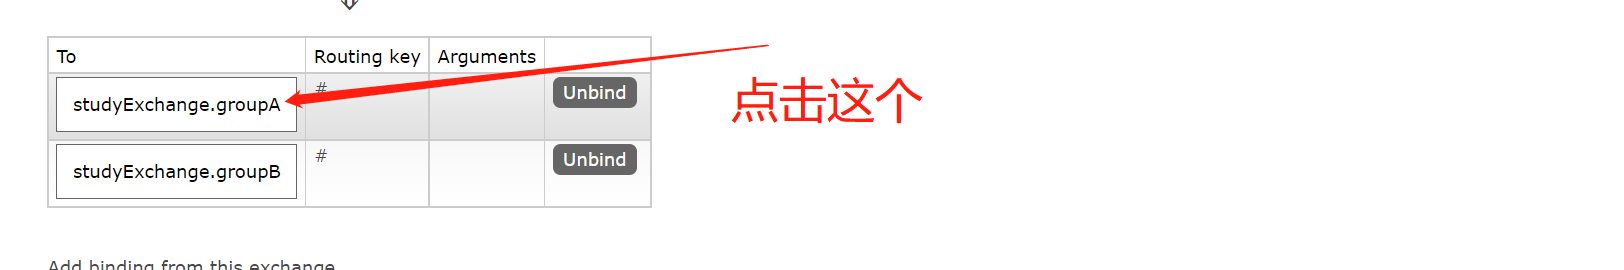 To Routing key Arguments
studyExchange.groupA # Unbind
点击这个
studyExchange.groupB # Unbind
Add binding from this exchange